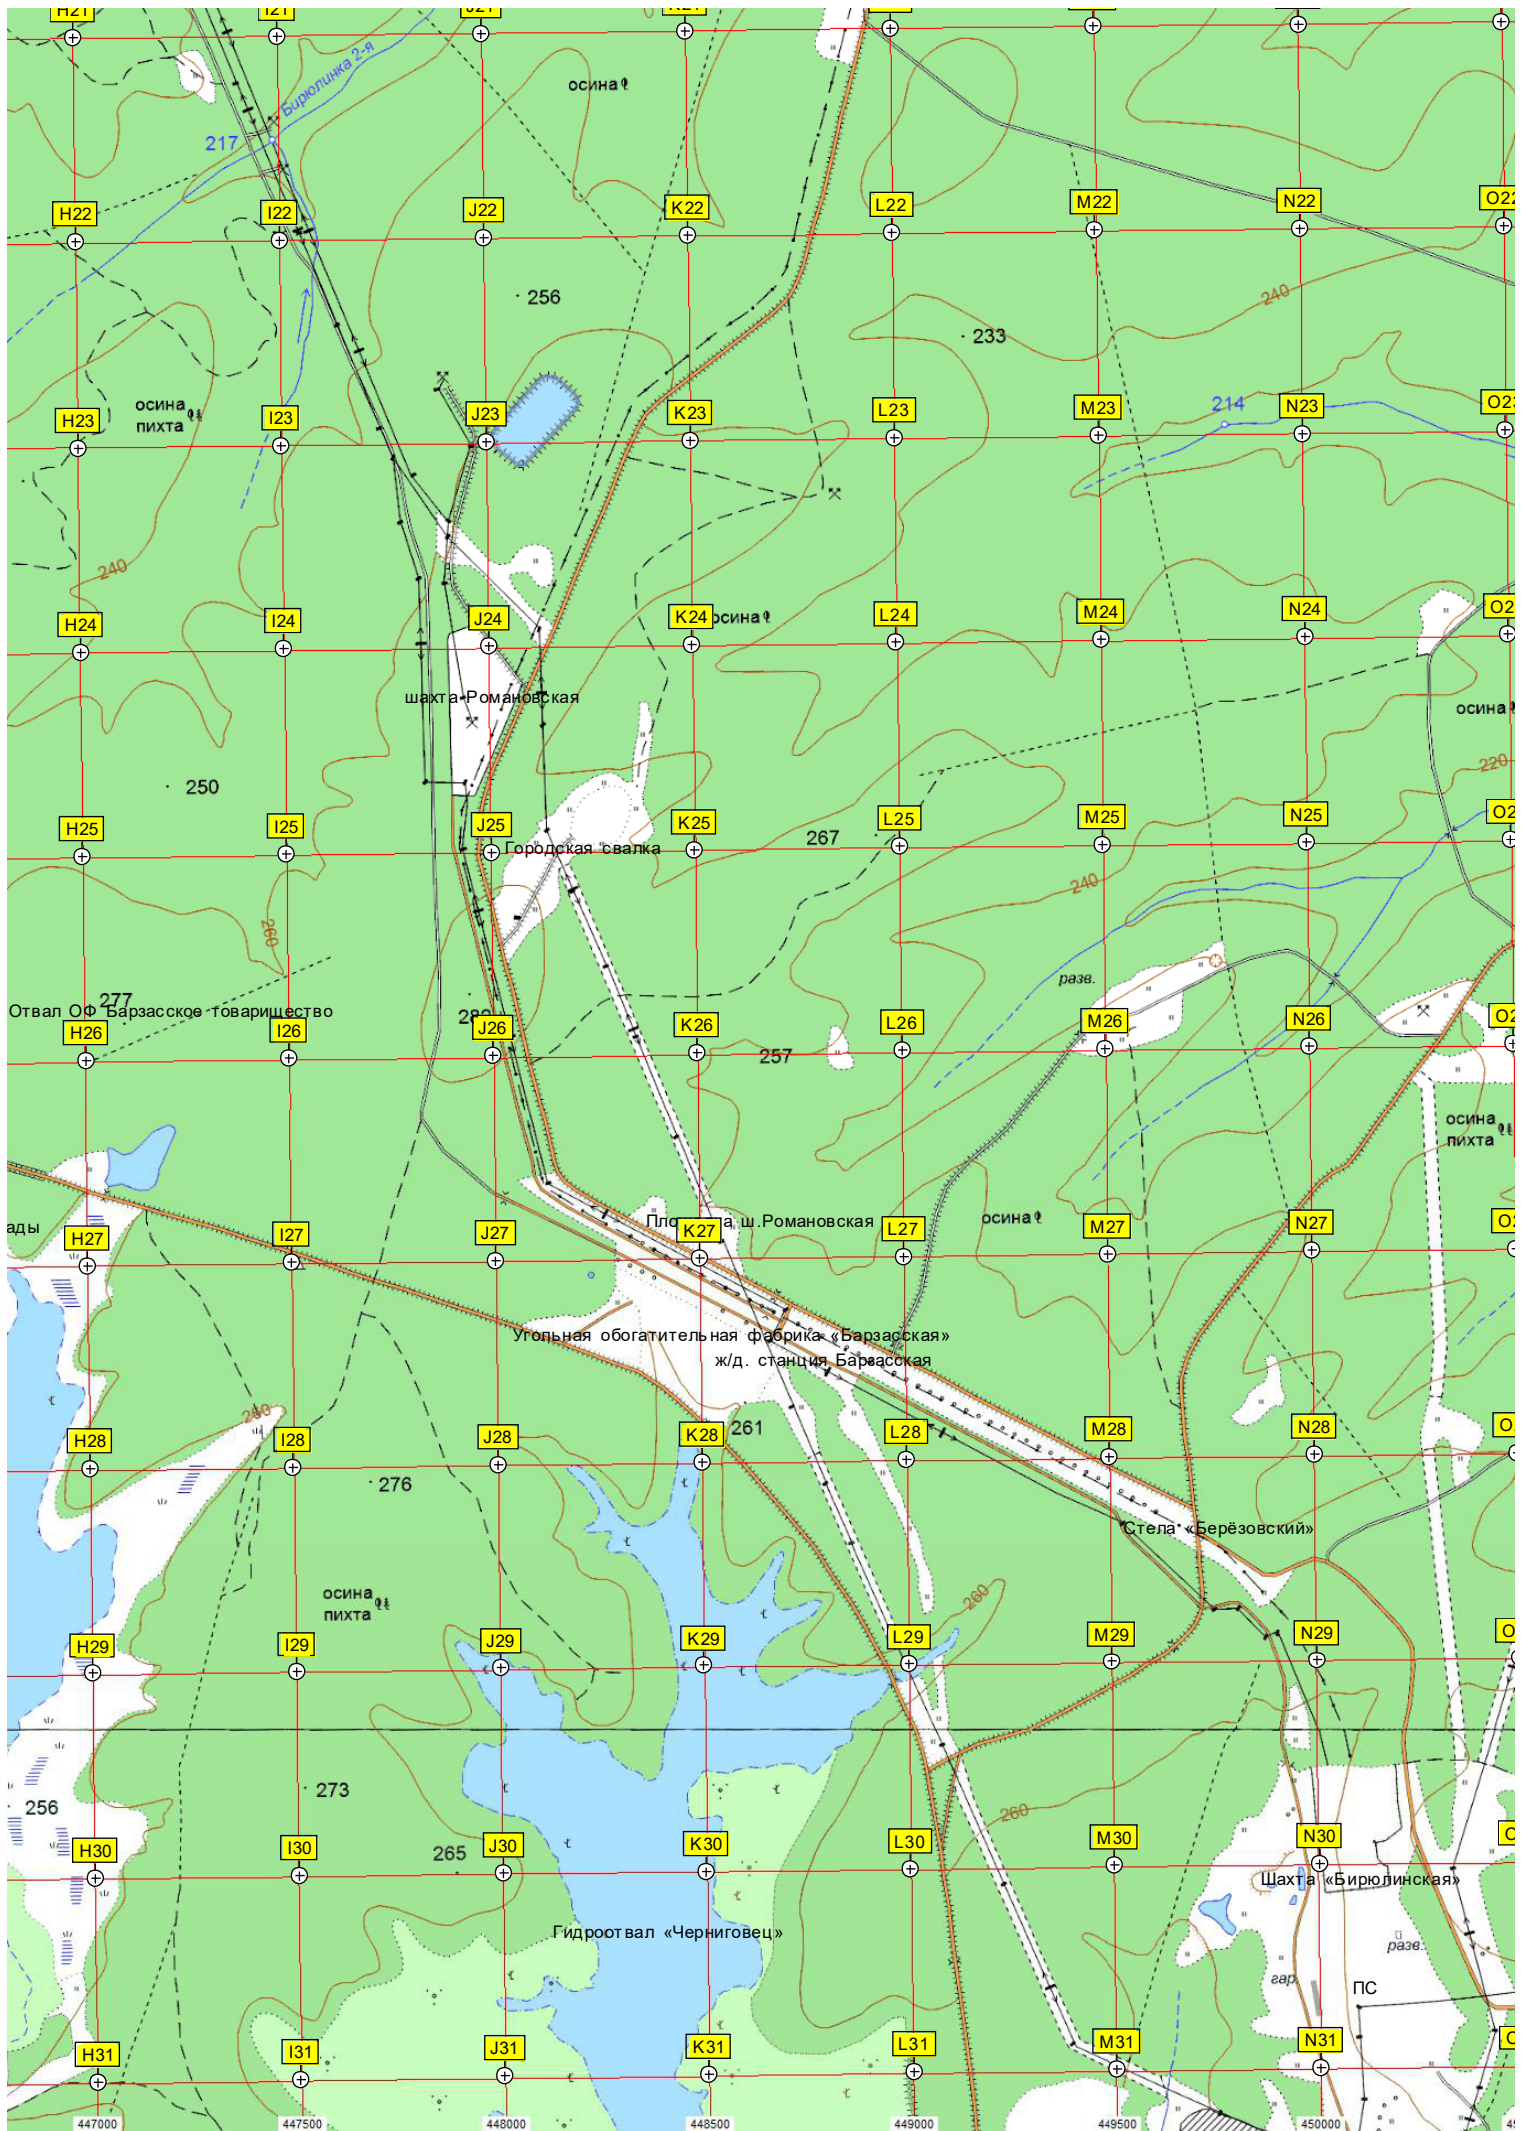 H21 I21 J21 K21
Бирюлинка 2-я
осина
217
H22 I22 J22 K22 L22 M22 N22 O22
256
240
233
осина
пихта
214
H23 I23 J23 K23 L23 M23 N23 O23
240
H24 I24 J24 K24 L24 M24 N24
осина
шахта Романовская
осина
220
250
H25 I25 J25 K25 L25 M25 N25
267
Городская свалка
240
260
разв.
277
Отвал ОФ Барзасское товарищество
H26 I26 J26 K26 L26 M26 N26
257
осина
пихта
осина
ады
ш.Романовская
H27 I27 J27 K27 L27 M27 N27
Угольная обогатительная фабрика «Барзасская»
ж/д. станция Барзасская
260
261
H28 I28 J28 K28 L28 M28 N28
276
Стела «Берёзовский»
осина
пихта
260
H29 I29 J29 K29 L29 M29 N29
273
256
260
265
H30 I30 J30 K30 L30 M30 N30
Шахта «Бирюлинская»
Гидроотвал «Черниговец»
разв.
гар.
ПС
H31 I31 J31 K31 L31 M31 N31
447000 447500 448000 448500 449000 449500 450000